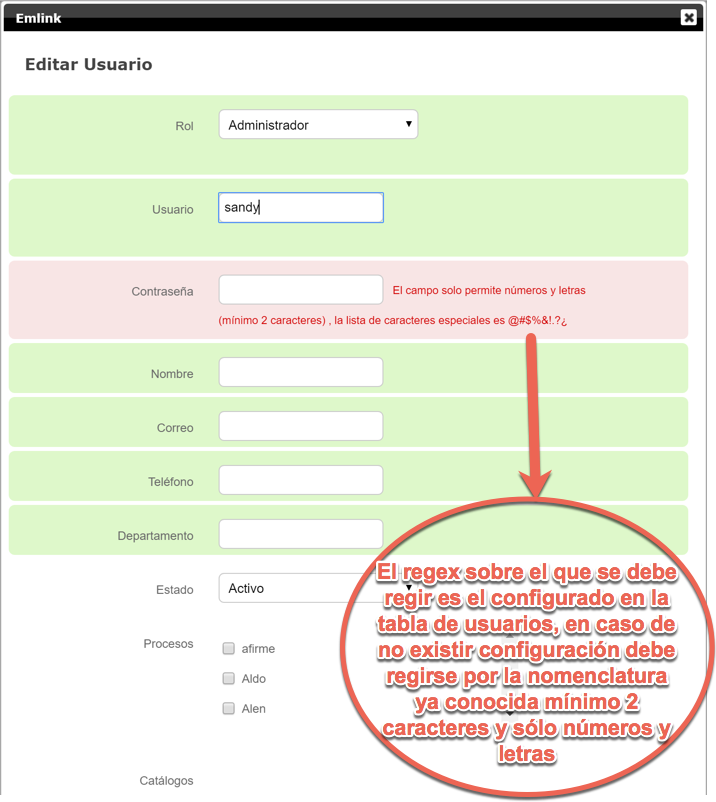 Emlink
Editar Usuario
Rol
Administrador
Usuario
sandy
Contraseña
El campo solo permite números y letras
(mínimo 2 caracteres) , la lista de caracteres especiales es @#$%&!.?¿
Nombre
Correo
Teléfono
Departamento
Estado
Activo
Procesos
afirme
Aldo
Alen
Catálogos
El regex sobre el que se debe
regir es el configurado en la
tabla de usuarios, en caso de
no existir configuración debe
regirse por la nomenclatura
ya conocida mínimo 2
caracteres y sólo números y
letras